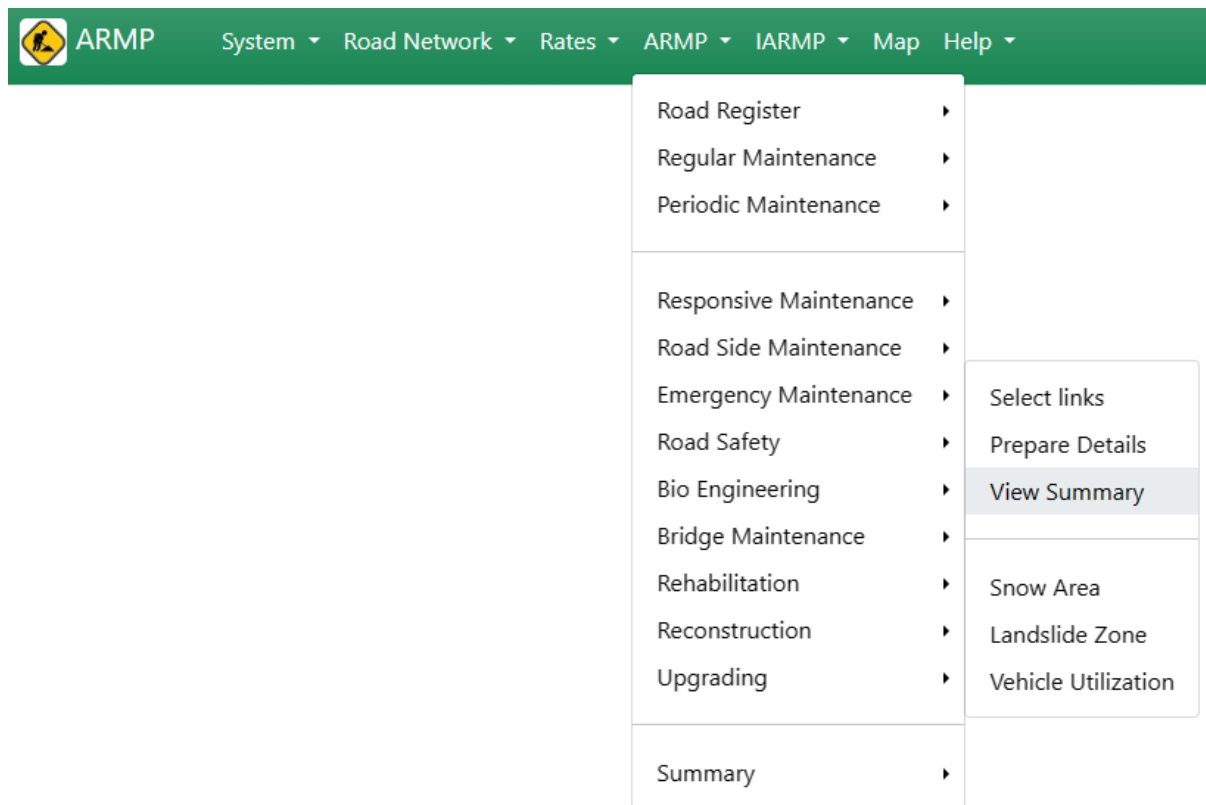 ARMP System Road Network Rates ARMP IARMP Map Help
Road Register
Regular Maintenance
Periodic Maintenance
Responsive Maintenance
Road Side Maintenance
Emergency Maintenance
Road Safety
Bio Engineering
Bridge Maintenance
Rehabilitation
Reconstruction
Upgrading
Summary
Select links
Prepare Details
View Summary
Snow Area
Landslide Zone
Vehicle Utilization